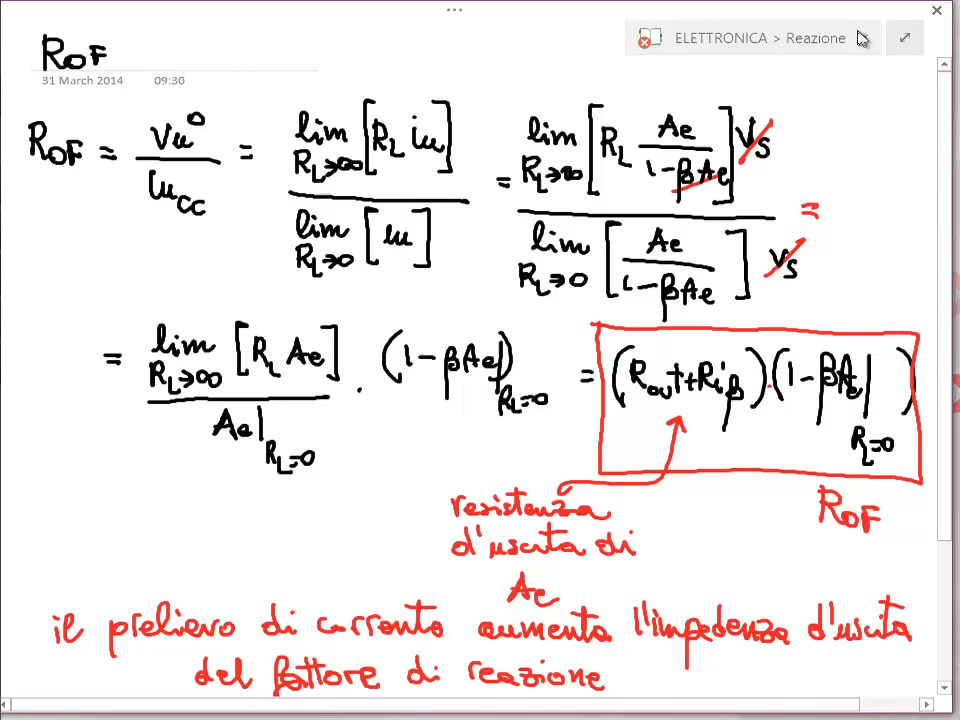 ELETTRONICA > Reazione
ROF
31 March 2014 09:30
ROF = Vu0 / iuCC = lim RL→∞ [RL iu] / lim RL→0 [iu] = lim RL→∞ [RL Ae / (1-βAe)] vs / lim RL→0 [Ae / (1-βAe)] vs =
= lim RL→∞ [RL Ae] / Ae|RL=0 · (1-βAe)|RL=0 = (Rout+Riβ)·(1-βAe|RL=0)
ROF
resistenza
d'uscita di
Ae
il prelievo di corrente aumenta l'impedenza d'uscita
del fattore di reazione